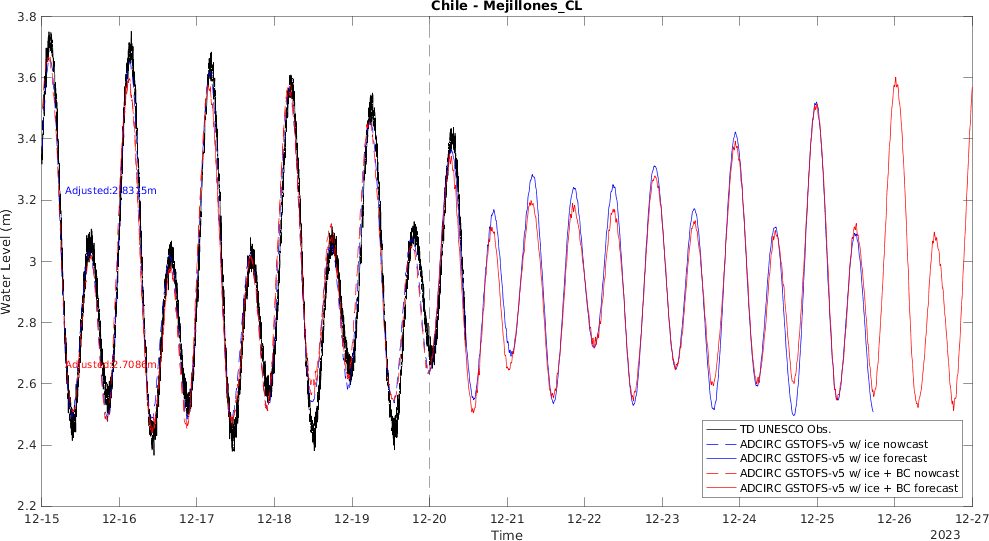 Chile - Mejillones_CL
3.8
3.6
3.4
3.2
3
2.8
2.6
2.4
2.2
Water Level (m)
Adjusted:2.8315m
Adjusted:2.7086m
TD UNESCO Obs.
ADCIRC GSTOFS-v5 w/ ice nowcast
ADCIRC GSTOFS-v5 w/ ice forecast
ADCIRC GSTOFS-v5 w/ ice + BC nowcast
ADCIRC GSTOFS-v5 w/ ice + BC forecast
12-15 12-16 12-17 12-18 12-19 12-20 12-21 12-22 12-23 12-24 12-25 12-26 12-27
Time
2023